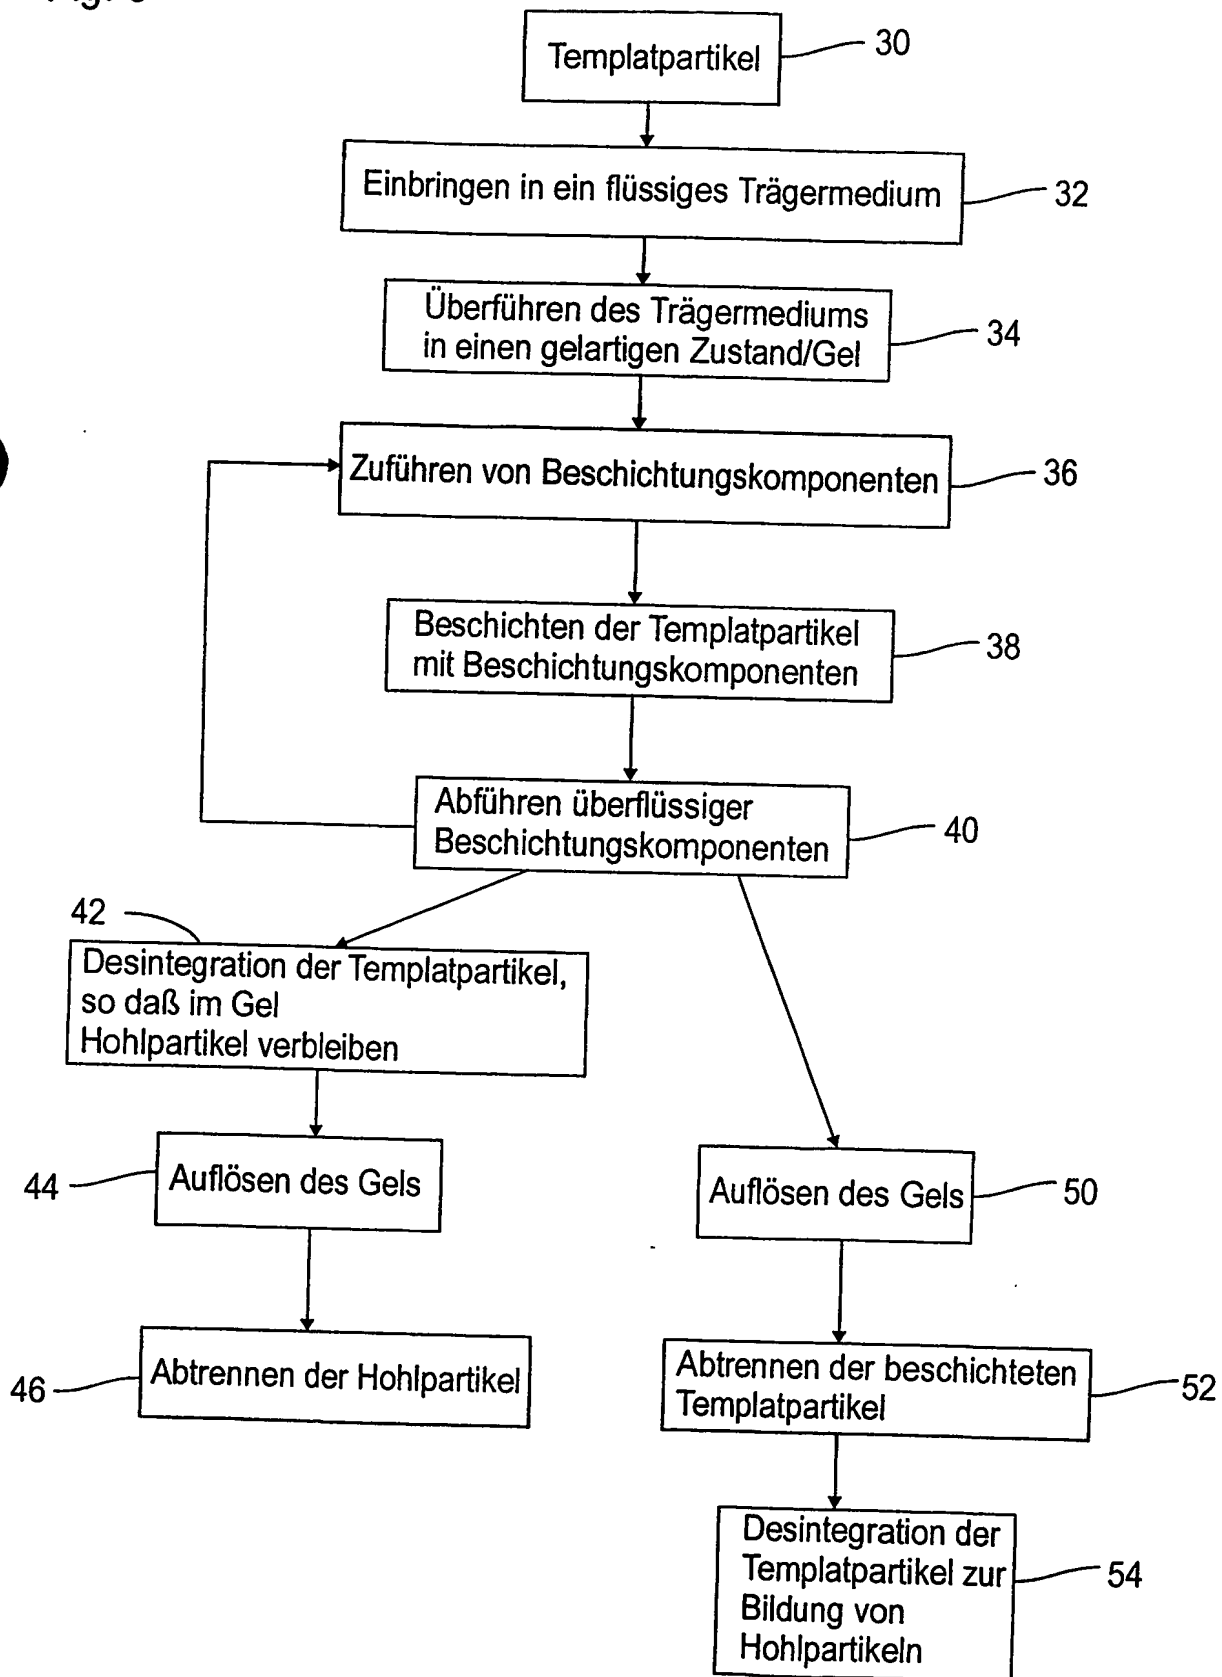 Templatpartikel
30
Einbringen in ein flüssiges Trägermedium
32
Überführen des Trägermediums
in einen gelartigen Zustand/Gel
34
Zuführen von Beschichtungskomponenten
36
Beschichten der Templatpartikel
mit Beschichtungskomponenten
38
Abführen überflüssiger
Beschichtungskomponenten
40
42
Desintegration der Templatpartikel,
so daß im Gel
Hohlpartikel verbleiben
44
Auflösen des Gels
Auflösen des Gels
50
46
Abtrennen der Hohlpartikel
Abtrennen der beschichteten
Templatpartikel
52
Desintegration der
Templatpartikel zur
Bildung von
Hohlpartikeln
54